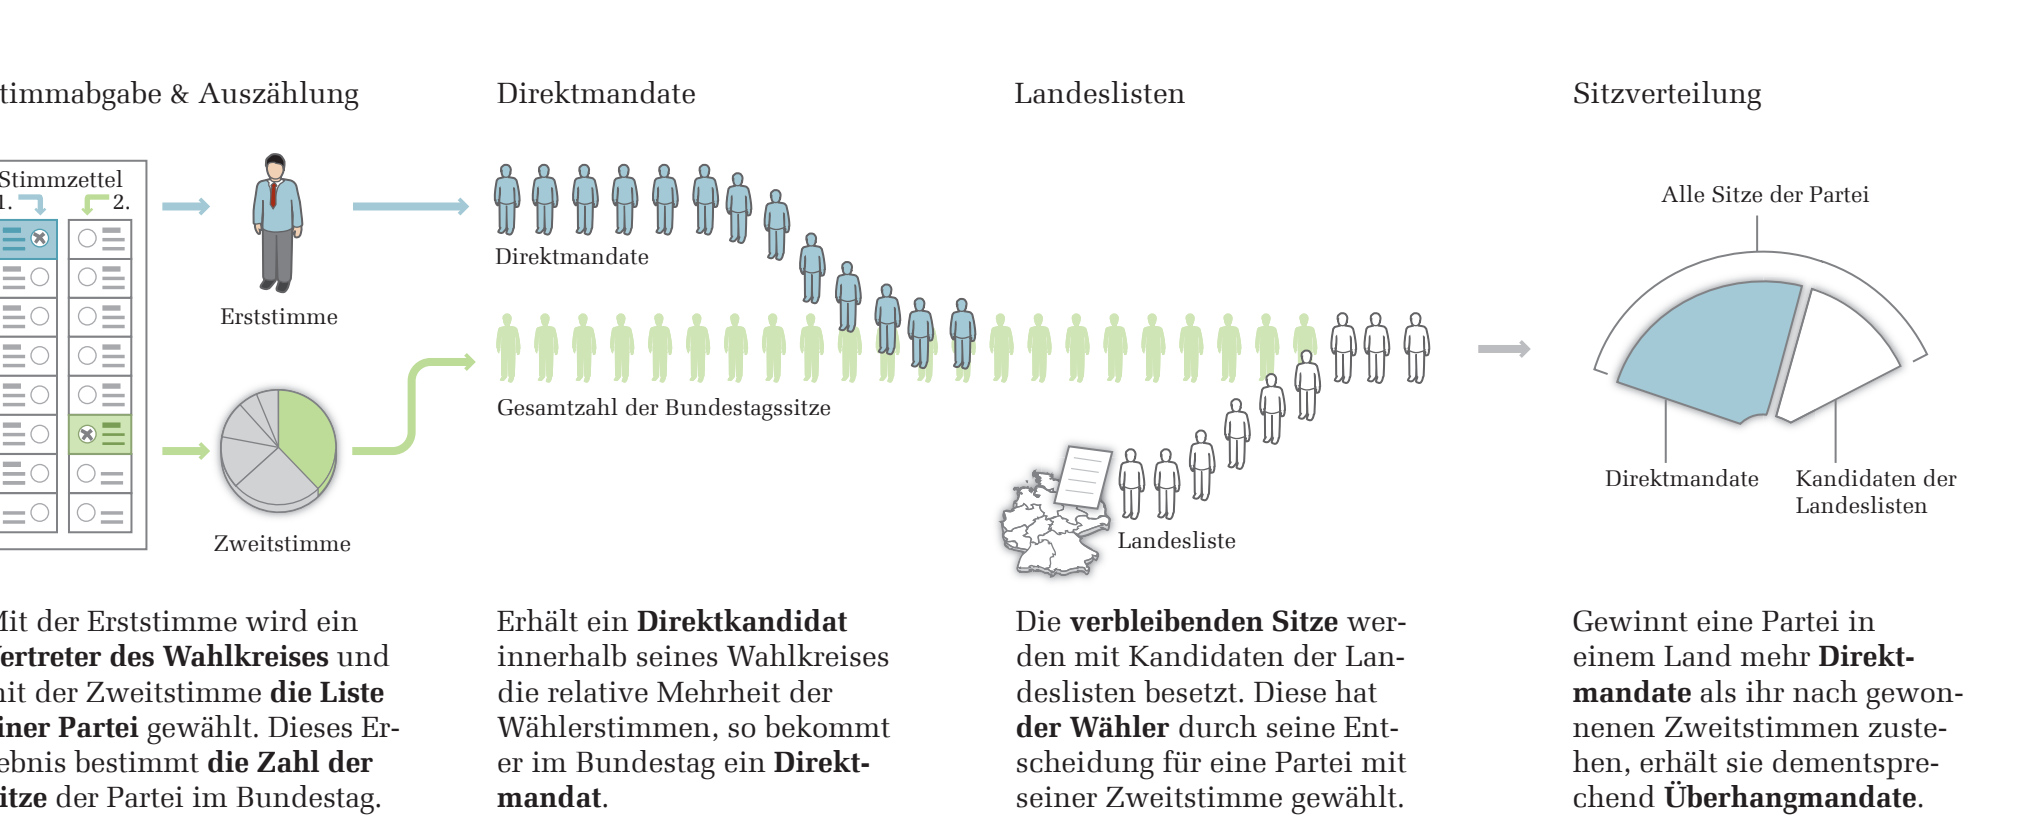 timmabgabe & Auszählung
Direktmandate
Landeslisten
Sitzverteilung
Stimmzettel
1.
2.
Erststimme
Zweitstimme
Direktmandate
Gesamtzahl der Bundestagssitze
Landesliste
Alle Sitze der Partei
Direktmandate
Kandidaten der
Landeslisten
Mit der Erststimme wird ein
ertreter des Wahlkreises und
mit der Zweitstimme die Liste
iner Partei gewählt. Dieses Er-
ebnis bestimmt die Zahl der
itze der Partei im Bundestag.
Erhält ein Direktkandidat
innerhalb seines Wahlkreises
die relative Mehrheit der
Wählerstimmen, so bekommt
er im Bundestag ein Direkt-
mandat.
Die verbleibenden Sitze wer-
den mit Kandidaten der Lan-
deslisten besetzt. Diese hat
der Wähler durch seine Ent-
scheidung für eine Partei mit
seiner Zweitstimme gewählt.
Gewinnt eine Partei in
einem Land mehr Direkt-
mandate als ihr nach gewon-
nenen Zweitstimmen zuste-
hen, erhält sie dementspre-
chend Überhangmandate.